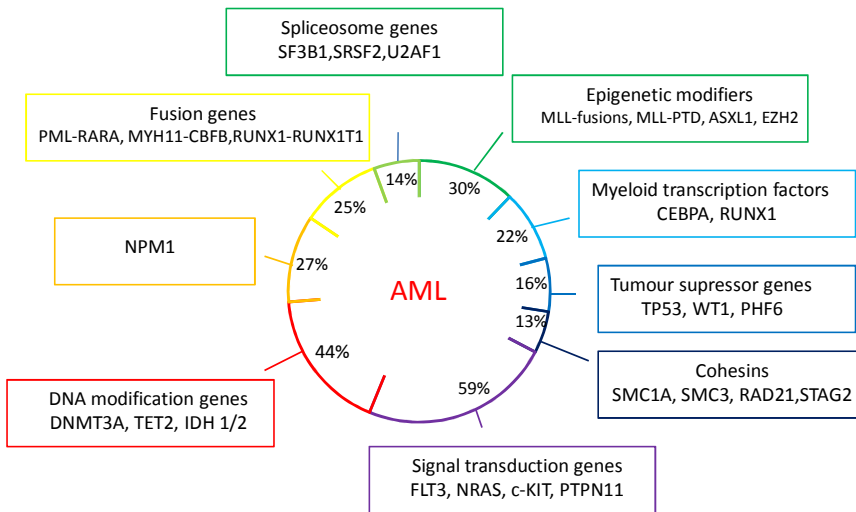 Spliceosome genes
SF3B1,SRSF2,U2AF1
Epigenetic modifiers
MLL-fusions, MLL-PTD, ASXL1, EZH2
Fusion genes
PML-RARA, MYH11-CBFB,RUNX1-RUNX1T1
14%
30%
25%
22%
Myeloid transcription factors
CEBPA, RUNX1
NPM1
27%
AML
16%
Tumour supressor genes
TP53, WT1, PHF6
13%
44%
59%
Cohesins
SMC1A, SMC3, RAD21,STAG2
DNA modification genes
DNMT3A, TET2, IDH 1/2
Signal transduction genes
FLT3, NRAS, c-KIT, PTPN11